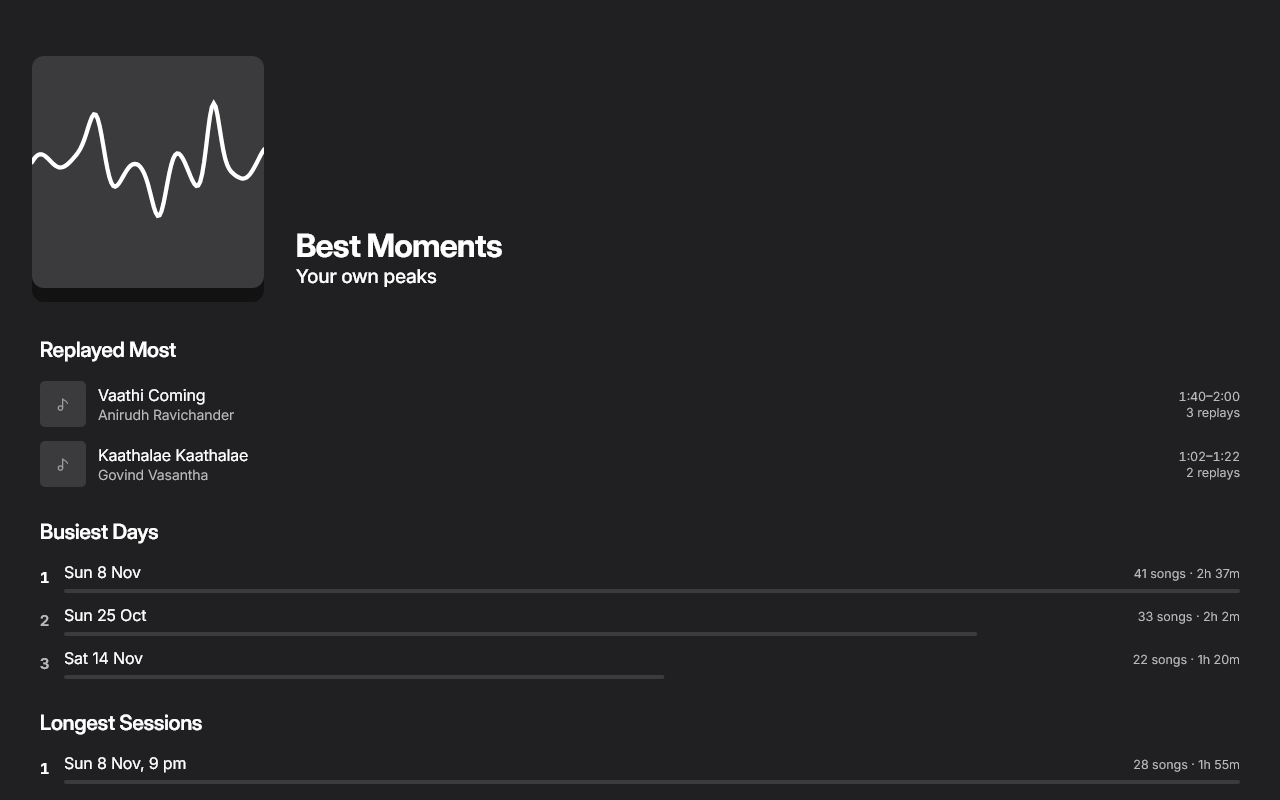 Best Moments
Your own peaks
Replayed Most
Vaathi Coming
Anirudh Ravichander
1:40–2:00
3 replays
Kaathalae Kaathalae
Govind Vasantha
1:02–1:22
2 replays
Busiest Days
1 Sun 8 Nov 41 songs · 2h 37m
2 Sun 25 Oct 33 songs · 2h 2m
3 Sat 14 Nov 22 songs · 1h 20m
Longest Sessions
1 Sun 8 Nov, 9 pm 28 songs · 1h 55m